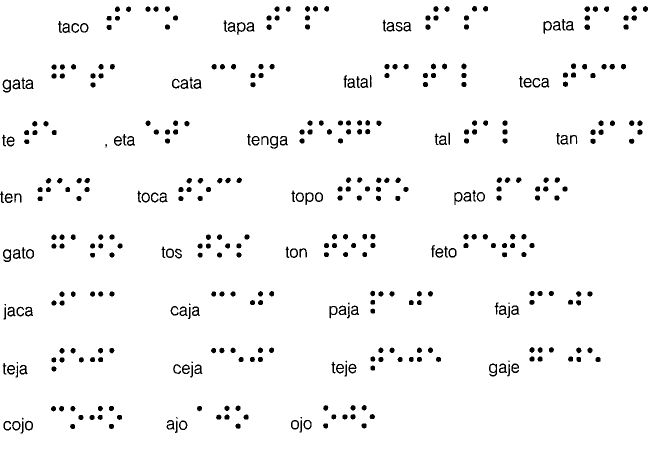 taco tapa tasa pata
gata cata fatal teca
te , eta tenga tal tan
ten toca topo pato
gato tos ton feto
jaca caja paja faja
teja ceja teje gaje
cojo ajo ojo